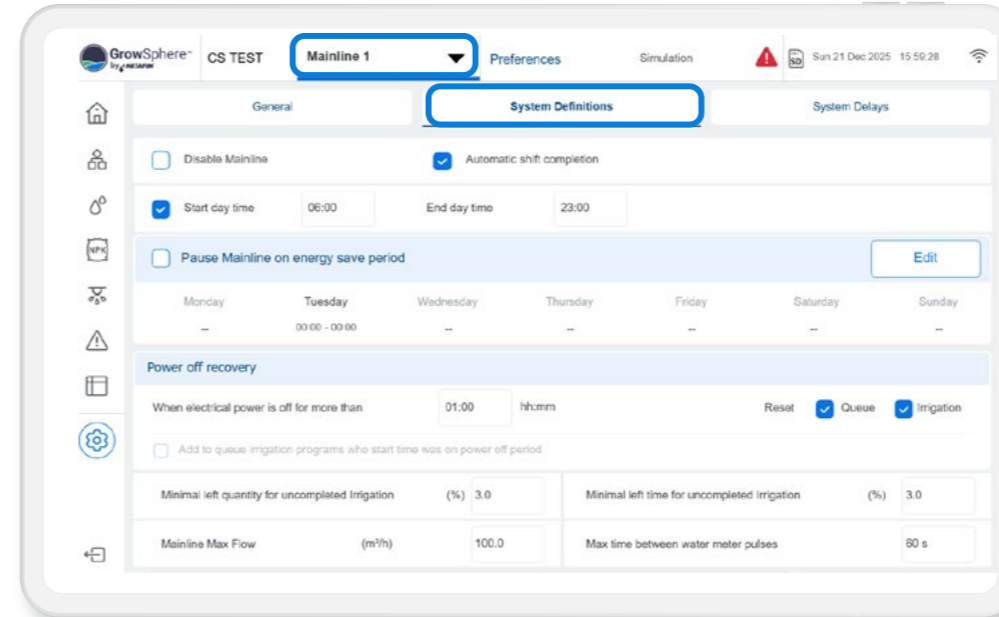 GrowSphere™ CS TEST Mainline 1 Preferences Simulation SD Sun 21 Dec 2025 15:59:28
by NETAFIM
General System Definitions System Delays
Disable Mainline Automatic shift completion
Start day time 06:00 End day time 23:00
NPK
Pause Mainline on energy save period Edit
Monday Tuesday Wednesday Thursday Friday Saturday Sunday
-- 00:00 - 00:00 -- -- -- -- --
Power off recovery
When electrical power is off for more than 01:00 hh:mm Reset Queue Irrigation
Add to queue irrigation programs who start time was on power off period
Minimal left quantity for uncompleted Irrigation (%) 3.0 Minimal left time for uncompleted Irrigation (%) 3.0
Mainline Max Flow (m³/h) 100.0 Max time between water meter pulses 60 s